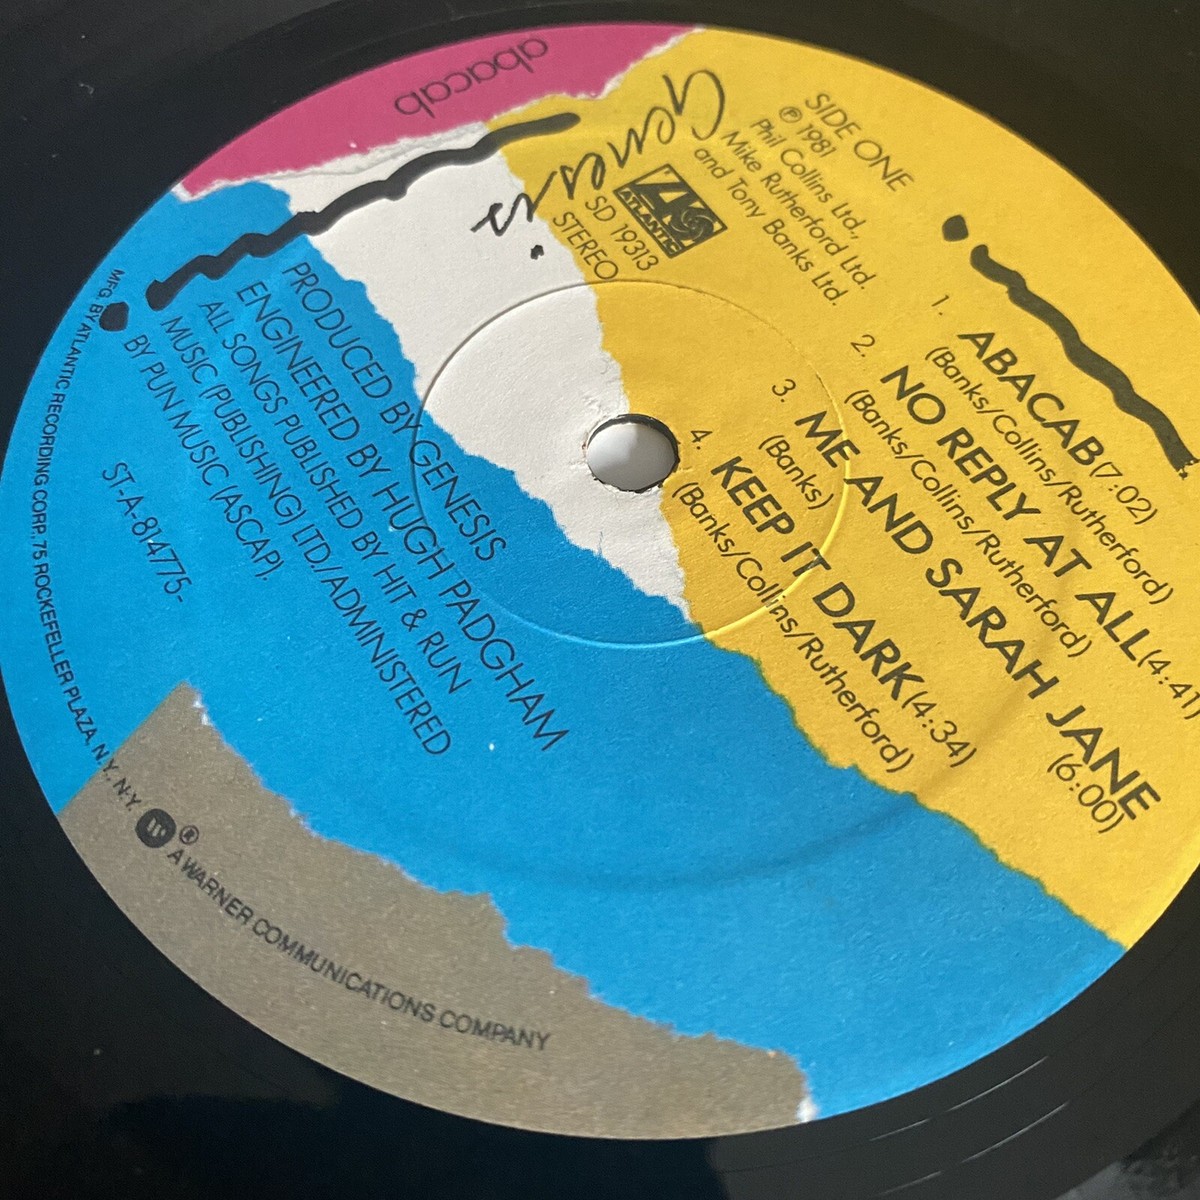 abacab
Genesis.
ATLANTIC
SD 19313
STEREO
SIDE ONE
℗ 1981
Phil Collins Ltd.,
Mike Rutherford Ltd.
and Tony Banks Ltd.
1. ABACAB (7:02)
(Banks/Collins/Rutherford)
2. NO REPLY AT ALL (4:41)
(Banks/Collins/Rutherford)
3. ME AND SARAH JANE
(Banks) (6:00)
4. KEEP IT DARK (4:34)
(Banks/Collins/Rutherford)
PRODUCED BY GENESIS
ENGINEERED BY HUGH PADGHAM
ALL SONGS PUBLISHED BY HIT & RUN
MUSIC (PUBLISHING) LTD/ADMINISTERED
BY PUN MUSIC (ASCAP).
ST-A-814775-
MFG. BY ATLANTIC RECORDING CORP., 75 ROCKEFELLER PLAZA, N.Y., N.Y.
® A WARNER COMMUNICATIONS COMPANY